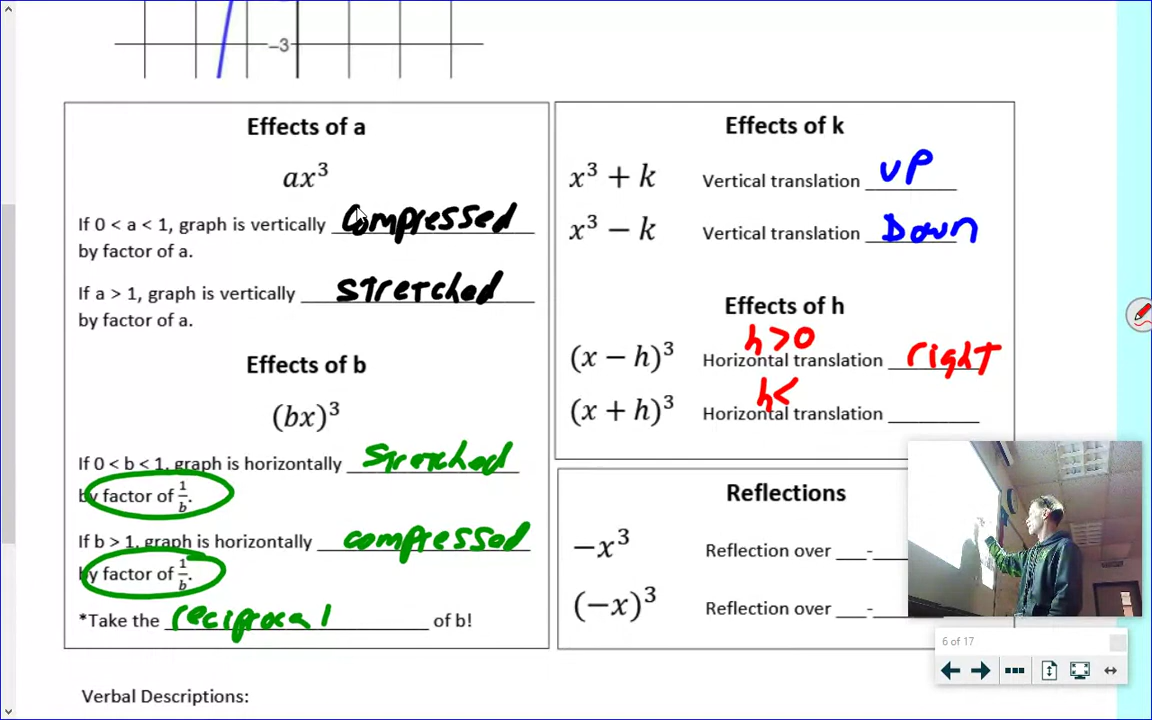 -3
Effects of a
ax³
If 0 < a < 1, graph is vertically compressed
by factor of a.
If a > 1, graph is vertically stretched
by factor of a.
Effects of b
(bx)³
If 0 < b < 1, graph is horizontally stretched
by factor of 1/b.
If b > 1, graph is horizontally compressed
by factor of 1/b.
*Take the reciprocal of b!
Effects of k
x³ + k Vertical translation UP
x³ − k Vertical translation Down
Effects of h
h > 0
(x − h)³ Horizontal translation right
h <
(x + h)³ Horizontal translation
Reflections
−x³ Reflection over ___-
(−x)³ Reflection over ___-
6 of 17
Verbal Descriptions: